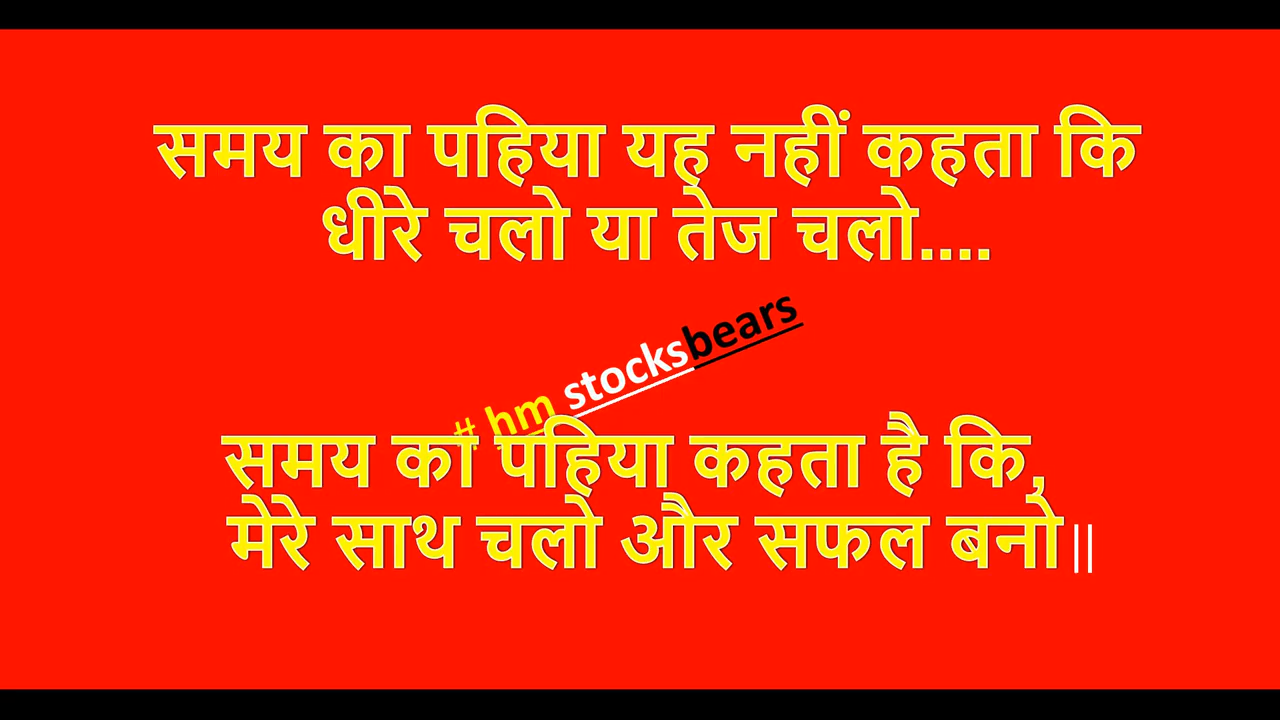 समय का पहिया यह नहीं कहता कि
धीरे चलो या तेज चलो....
# hm stocksbears
समय का पहिया कहता है कि,
मेरे साथ चलो और सफल बनो||